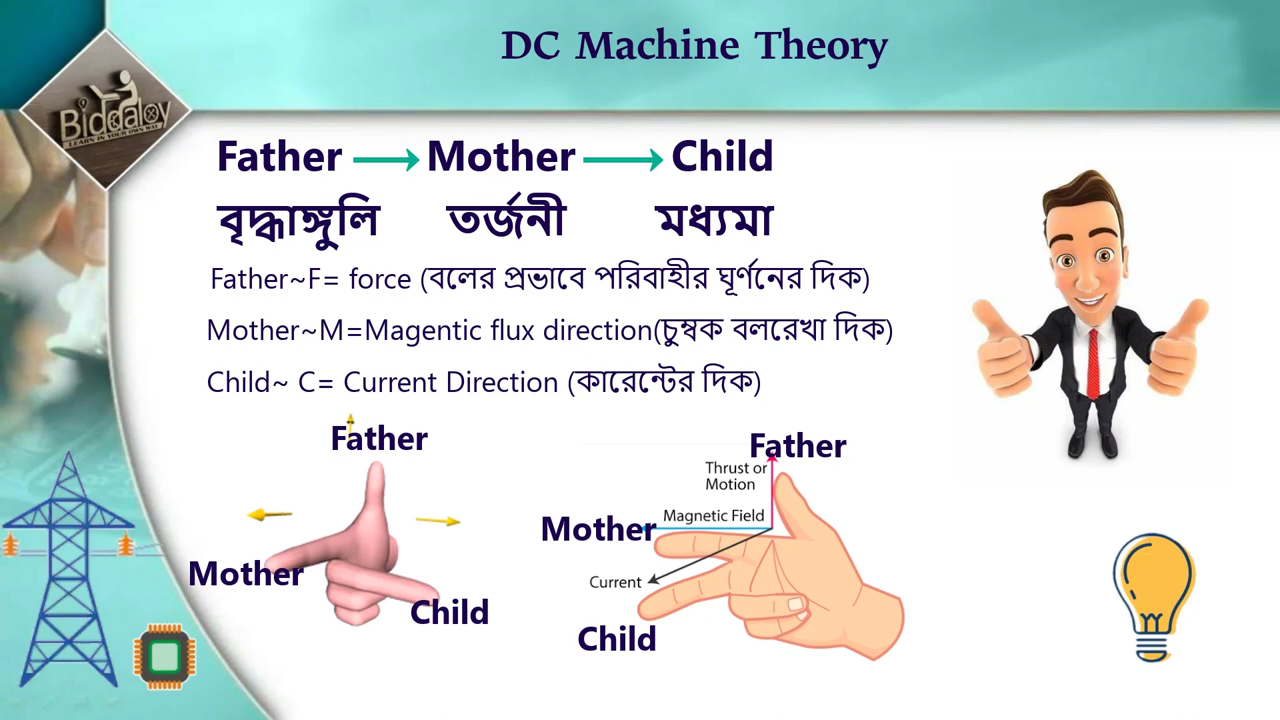 DC Machine Theory
Biddaloy
LEARN IN YOUR OWN WAY
Father Mother Child
বৃদ্ধাঙ্গুলি তর্জনী মধ্যমা
Father~F= force (বলের প্রভাবে পরিবাহীর ঘূর্ণনের দিক)
Mother~M=Magentic flux direction(চুম্বক বলরেখা দিক)
Child~ C= Current Direction (কারেন্টের দিক)
Father
Mother
Child
Father
Thrust or
Motion
Magnetic Field
Mother
Current
Child